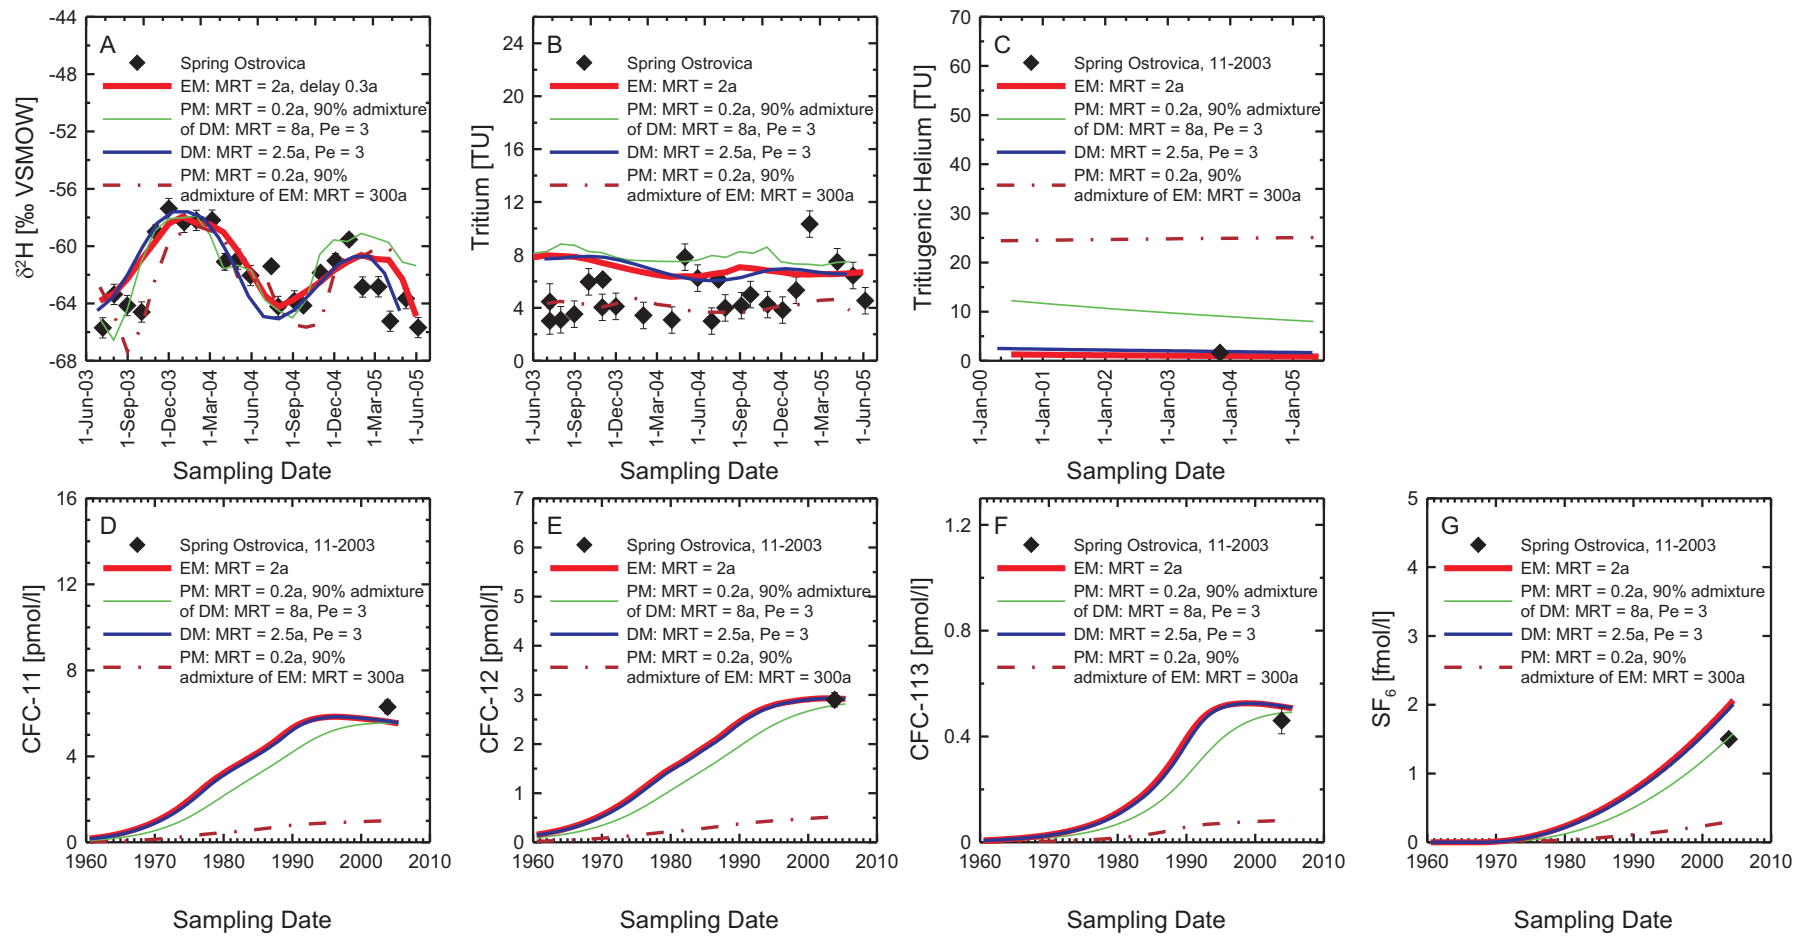 A
Spring Ostrovica
EM: MRT = 2a, delay 0.3a
PM: MRT = 0.2a, 90% admixture
of DM: MRT = 8a, Pe = 3
DM: MRT = 2.5a, Pe = 3
PM: MRT = 0.2a, 90%
admixture of EM: MRT = 300a
-44
-48
-52
-56
-60
-64
-68
δ²H [‰ VSMOW]
1-Jun-03
1-Sep-03
1-Dec-03
1-Mar-04
1-Jun-04
1-Sep-04
1-Dec-04
1-Mar-05
1-Jun-05
Sampling Date
B
Spring Ostrovica
EM: MRT = 2a
PM: MRT = 0.2a, 90% admixture
of DM: MRT = 8a, Pe = 3
DM: MRT = 2.5a, Pe = 3
PM: MRT = 0.2a, 90%
admixture of EM: MRT = 300a
24
20
16
12
8
4
0
Tritium [TU]
1-Jun-03
1-Sep-03
1-Dec-03
1-Mar-04
1-Jun-04
1-Sep-04
1-Dec-04
1-Mar-05
1-Jun-05
Sampling Date
C
Spring Ostrovica, 11-2003
EM: MRT = 2a
PM: MRT = 0.2a, 90% admixture
of DM: MRT = 8a, Pe = 3
DM: MRT = 2.5a, Pe = 3
PM: MRT = 0.2a, 90%
admixture of EM: MRT = 300a
70
60
50
40
30
20
10
0
Tritiugenic Helium [TU]
1-Jan-00
1-Jan-01
1-Jan-02
1-Jan-03
1-Jan-04
1-Jan-05
Sampling Date
D
Spring Ostrovica, 11-2003
EM: MRT = 2a
PM: MRT = 0.2a, 90% admixture
of DM: MRT = 8a, Pe = 3
DM: MRT = 2.5a, Pe = 3
PM: MRT = 0.2a, 90%
admixture of EM: MRT = 300a
16
12
8
4
0
CFC-11 [pmol/l]
1960 1970 1980 1990 2000 2010
Sampling Date
E
Spring Ostrovica, 11-2003
EM: MRT = 2a
PM: MRT = 0.2a, 90% admixture
of DM: MRT = 8a, Pe = 3
DM: MRT = 2.5a, Pe = 3
PM: MRT = 0.2a, 90%
admixture of EM: MRT = 300a
7
6
5
4
3
2
1
0
CFC-12 [pmol/l]
1960 1970 1980 1990 2000 2010
Sampling Date
F
Spring Ostrovica, 11-2003
EM: MRT = 2a
PM: MRT = 0.2a, 90% admixture
of DM: MRT = 8a, Pe = 3
DM: MRT = 2.5a, Pe = 3
PM: MRT = 0.2a, 90%
admixture of EM: MRT = 300a
1.2
0.8
0.4
0
CFC-113 [pmol/l]
1960 1970 1980 1990 2000 2010
Sampling Date
G
Spring Ostrovica, 11-2003
EM: MRT = 2a
PM: MRT = 0.2a, 90% admixture
of DM: MRT = 8a, Pe = 3
DM: MRT = 2.5a, Pe = 3
PM: MRT = 0.2a, 90%
admixture of EM: MRT = 300a
5
4
3
2
1
0
SF₆ [fmol/l]
1960 1970 1980 1990 2000 2010
Sampling Date